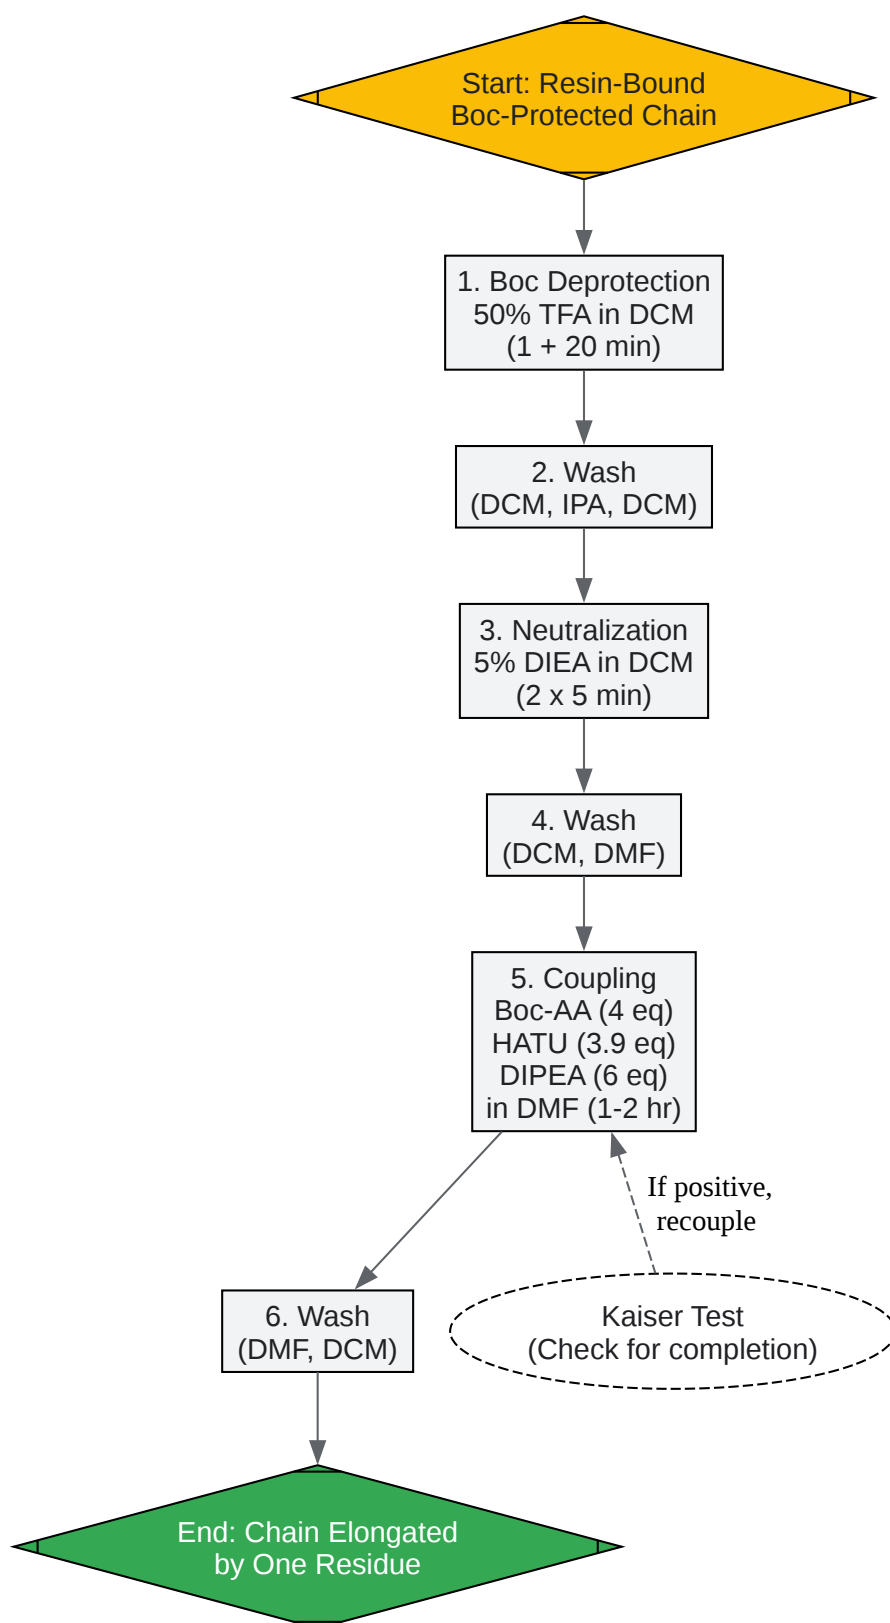 Start: Resin-Bound
Boc-Protected Chain
1. Boc Deprotection
50% TFA in DCM
(1 + 20 min)
2. Wash
(DCM, IPA, DCM)
3. Neutralization
5% DIEA in DCM
(2 x 5 min)
4. Wash
(DCM, DMF)
5. Coupling
Boc-AA (4 eq)
HATU (3.9 eq)
DIPEA (6 eq)
in DMF (1-2 hr)
If positive,
recouple
6. Wash
(DMF, DCM)
Kaiser Test
(Check for completion)
End: Chain Elongated
by One Residue